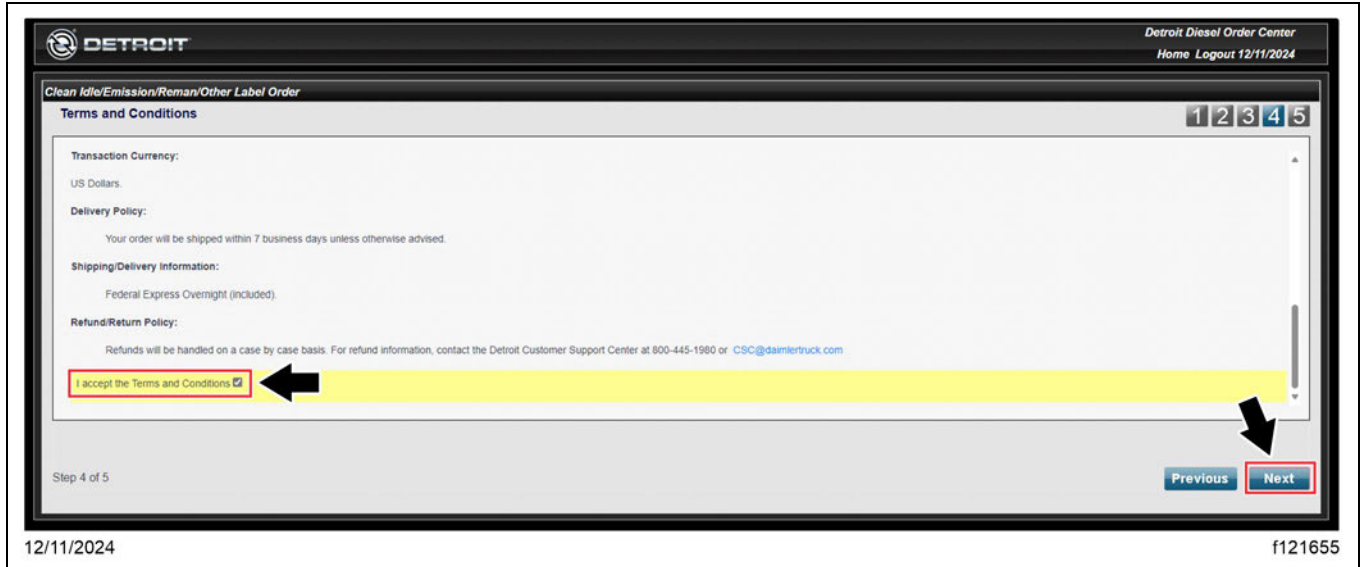 DETROIT
Detroit Diesel Order Center
Home Logout 12/11/2024
Clean Idle/Emission/Reman/Other Label Order
Terms and Conditions
1 2 3 4 5
Transaction Currency:
US Dollars.
Delivery Policy:
Your order will be shipped within 7 business days unless otherwise advised.
Shipping/Delivery Information:
Federal Express Overnight (included).
Refund/Return Policy:
Refunds will be handled on a case by case basis. For refund information, contact the Detroit Customer Support Center at 800-445-1980 or CSC@daimlertruck.com
I accept the Terms and Conditions
Step 4 of 5
Previous Next
12/11/2024
f121655